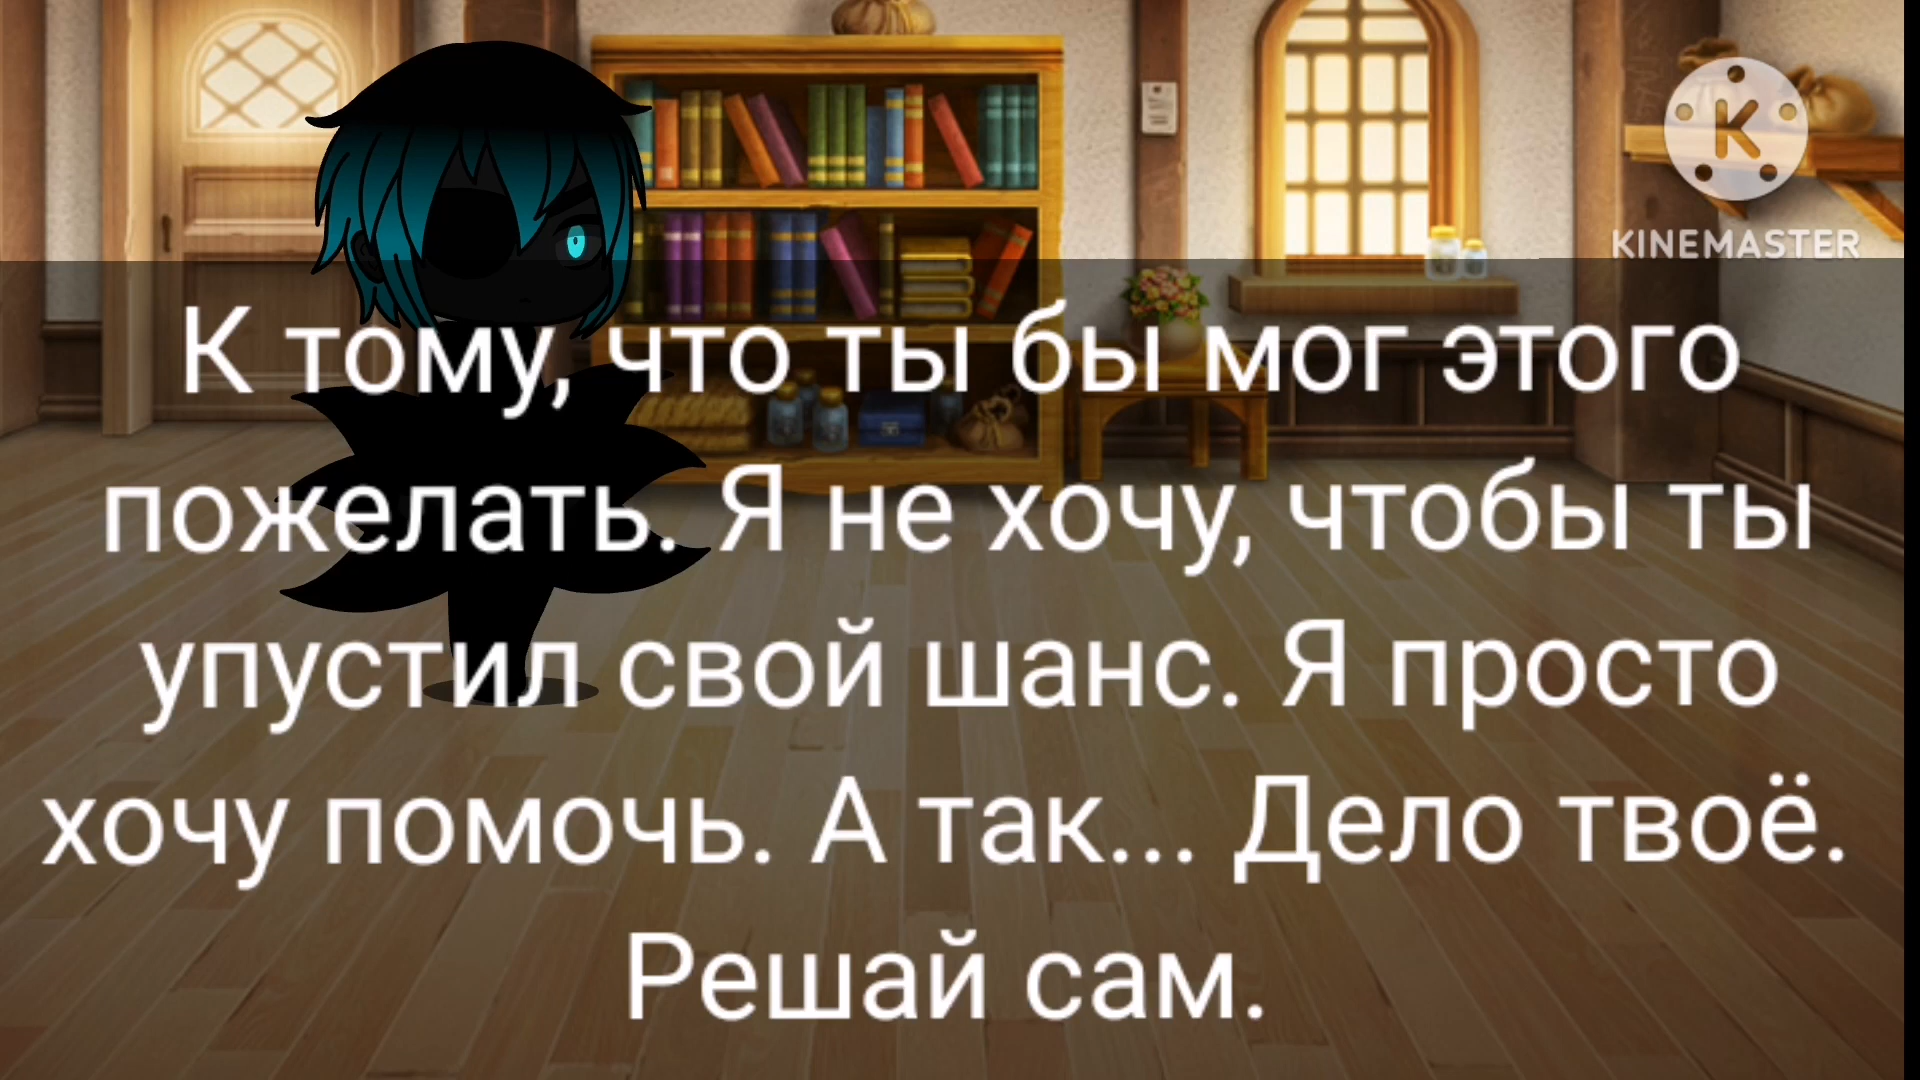 KINEMASTER
К тому, что ты бы мог этого
пожелать. Я не хочу, чтобы ты
упустил свой шанс. Я просто
хочу помочь. А так... Дело твоё.
Решай сам.